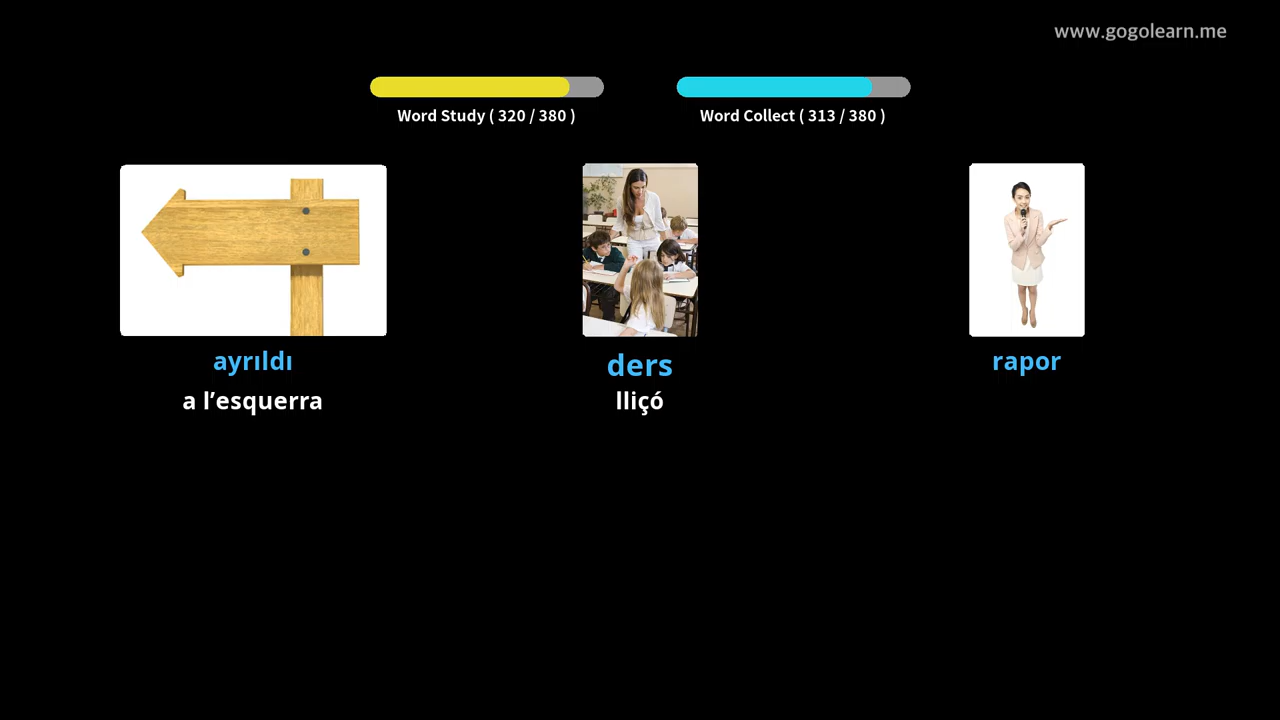 www.gogolearn.me
Word Study ( 320 / 380 )
Word Collect ( 313 / 380 )
ayrıldı
ders
rapor
a l’esquerra
lliçó